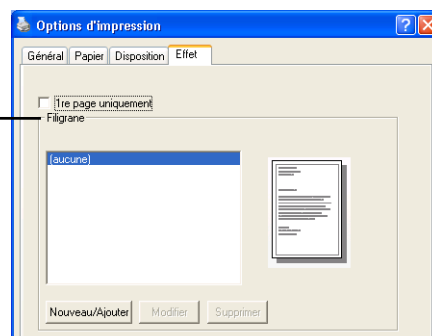 Options d'impression
Général Papier Disposition Effet
1re page uniquement
Filigrane
(aucune)
Nouveau/Ajouter Modifier Supprimer